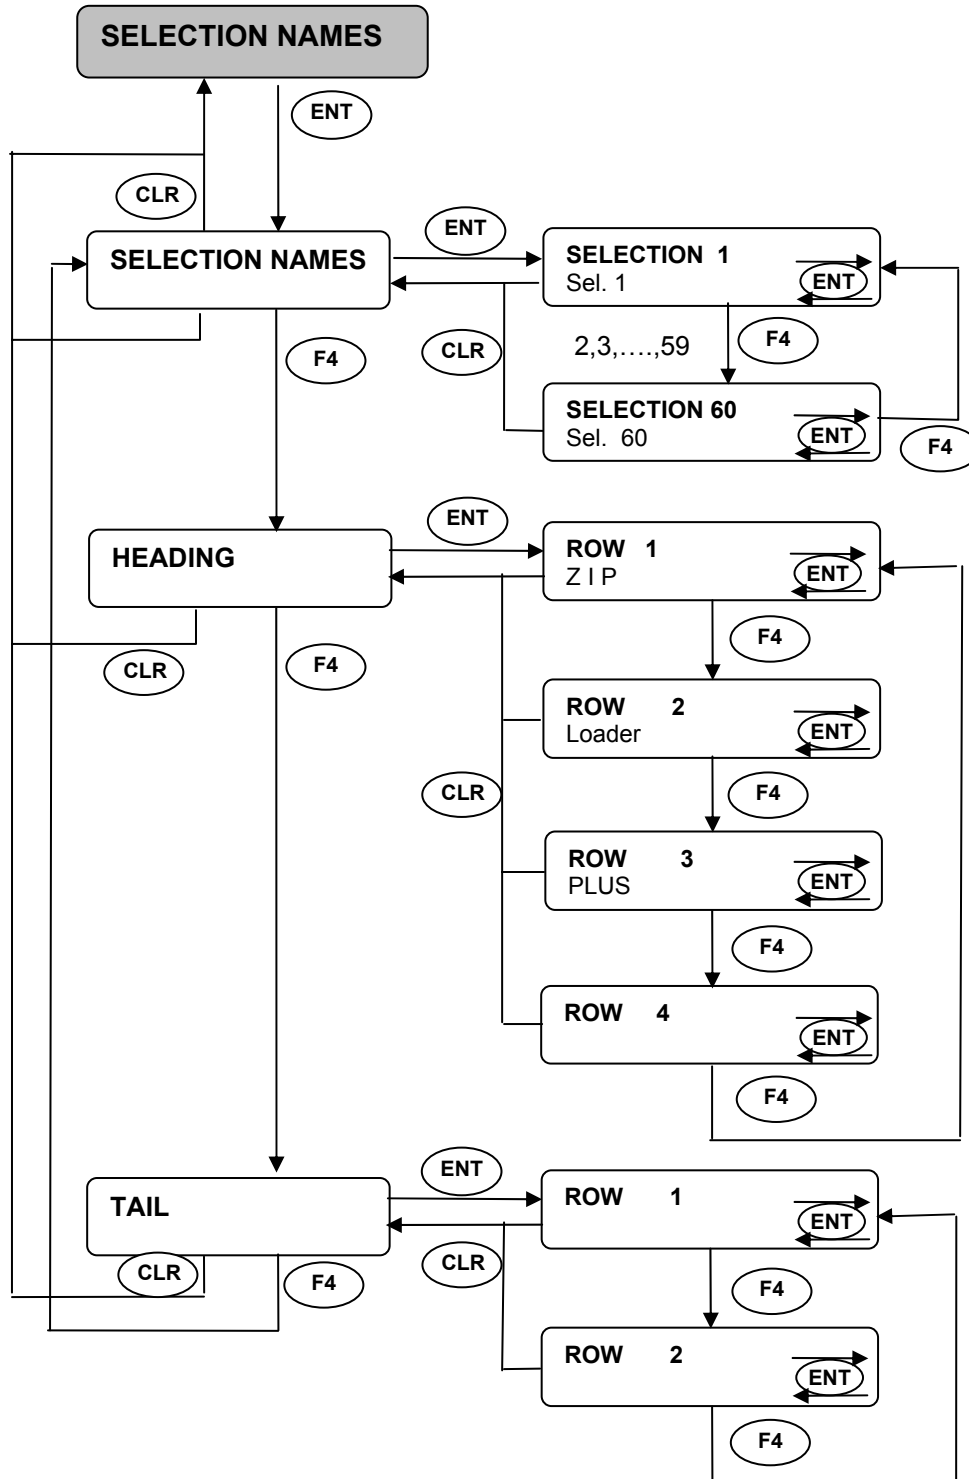 SELECTION NAMES
ENT
CLR
SELECTION NAMES
ENT
SELECTION 1
Sel. 1
ENT
F4
CLR
2,3,....,59
F4
SELECTION 60
Sel. 60
ENT
F4
HEADING
ENT
ROW 1
Z I P
ENT
CLR
F4
F4
ROW 2
Loader
ENT
CLR
F4
ROW 3
PLUS
ENT
F4
ROW 4
ENT
F4
TAIL
ENT
ROW 1
ENT
CLR
F4
CLR
F4
ROW 2
ENT
F4